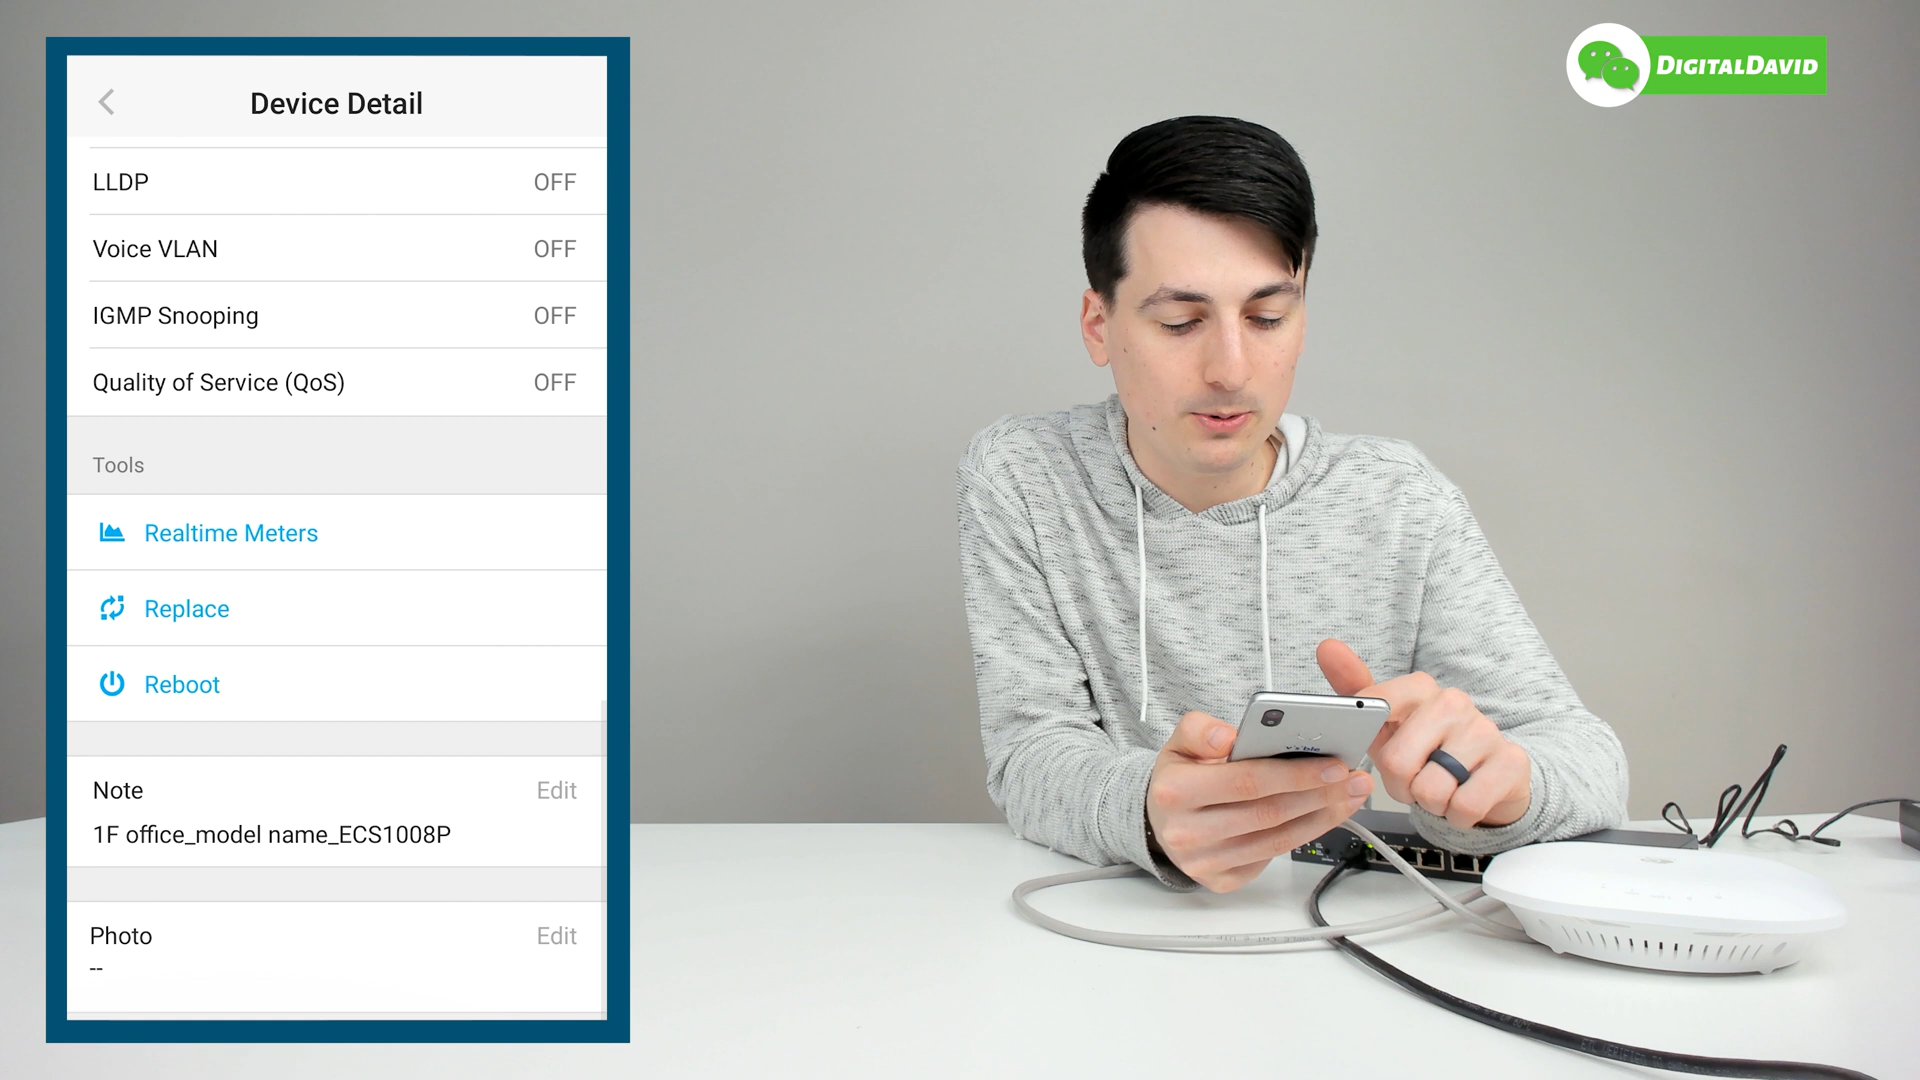 Device Detail
LLDP OFF
Voice VLAN OFF
IGMP Snooping OFF
Quality of Service (QoS) OFF
Tools
Realtime Meters
Replace
Reboot
Note Edit
1F office_model name_ECS1008P
Photo Edit
--
DIGITALDAVID
visible